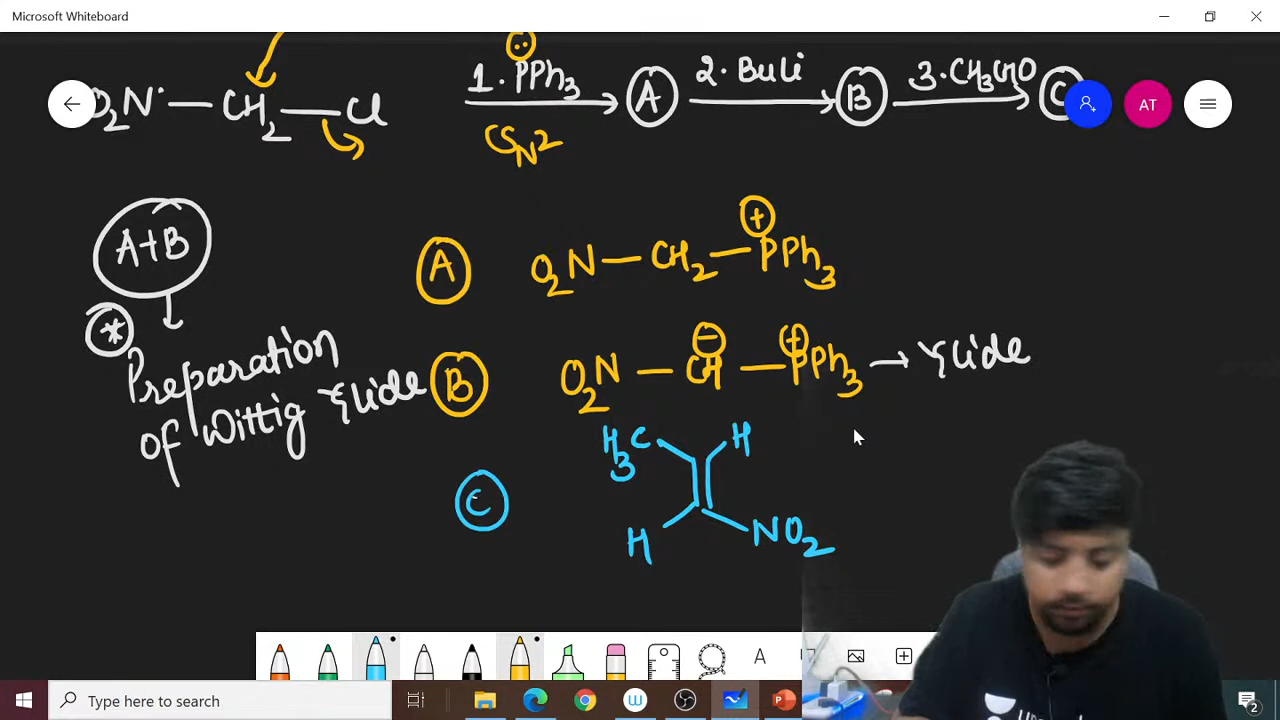 Microsoft Whiteboard
O2N — CH2 — Cl 1. PPh3 A 2. BuLi B 3. CH3CHO C
SN2
AT
A+B
A O2N — CH2 — PPh3 +
* Preparation of Wittig Ylide
B O2N — CH − — PPh3 + → Ylide
C H3C H
H NO2
A
Type here to search
2